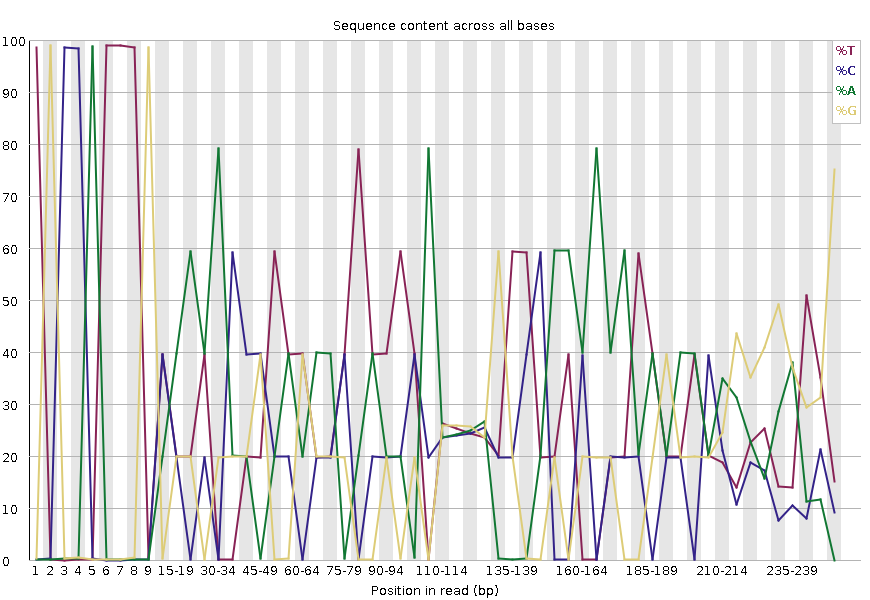 Sequence content across all bases
100
90
80
70
60
50
40
30
20
10
0
%T
%C
%A
%G
1 2 3 4 5 6 7 8 9 15-19 30-34 45-49 60-64 75-79 90-94 110-114 135-139 160-164 185-189 210-214 235-239
Position in read (bp)